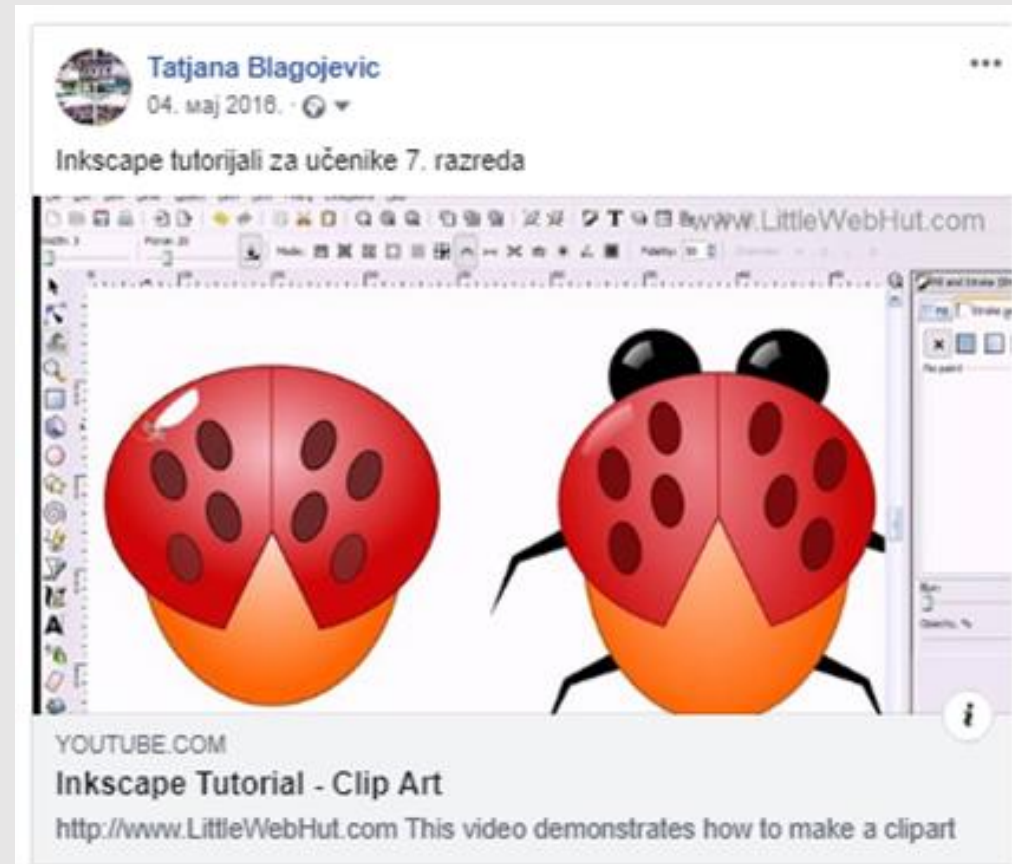 Tatjana Blagojevic
04. мај 2016.
Inkscape tutorijali za učenike 7. razreda
www.LittleWebHut.com
YOUTUBE.COM
Inkscape Tutorial - Clip Art
http://www.LittleWebHut.com This video demonstrates how to make a clipart